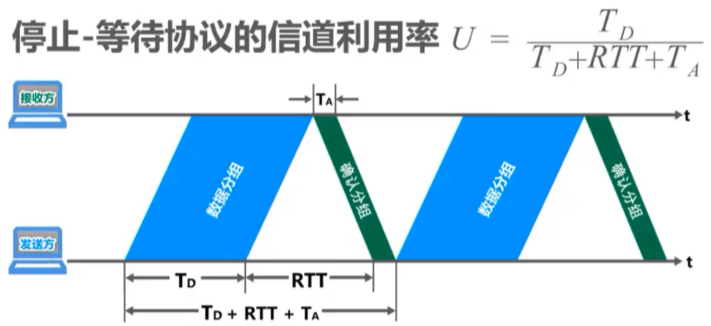 停止-等待协议的信道利用率 U = T_D / (T_D+RTT+T_A)
接收方
T_A
t
数据分组
确认分组
数据分组
确认分组
发送方
t
T_D
RTT
T_D + RTT + T_A